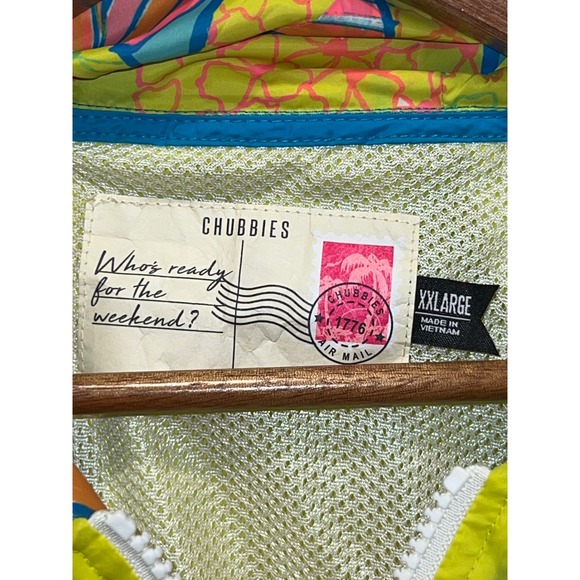 CHUBBIES
Who's ready
for the
weekend?
CHUBBIES
1776
AIR MAIL
XXLARGE
MADE IN
VIETNAM